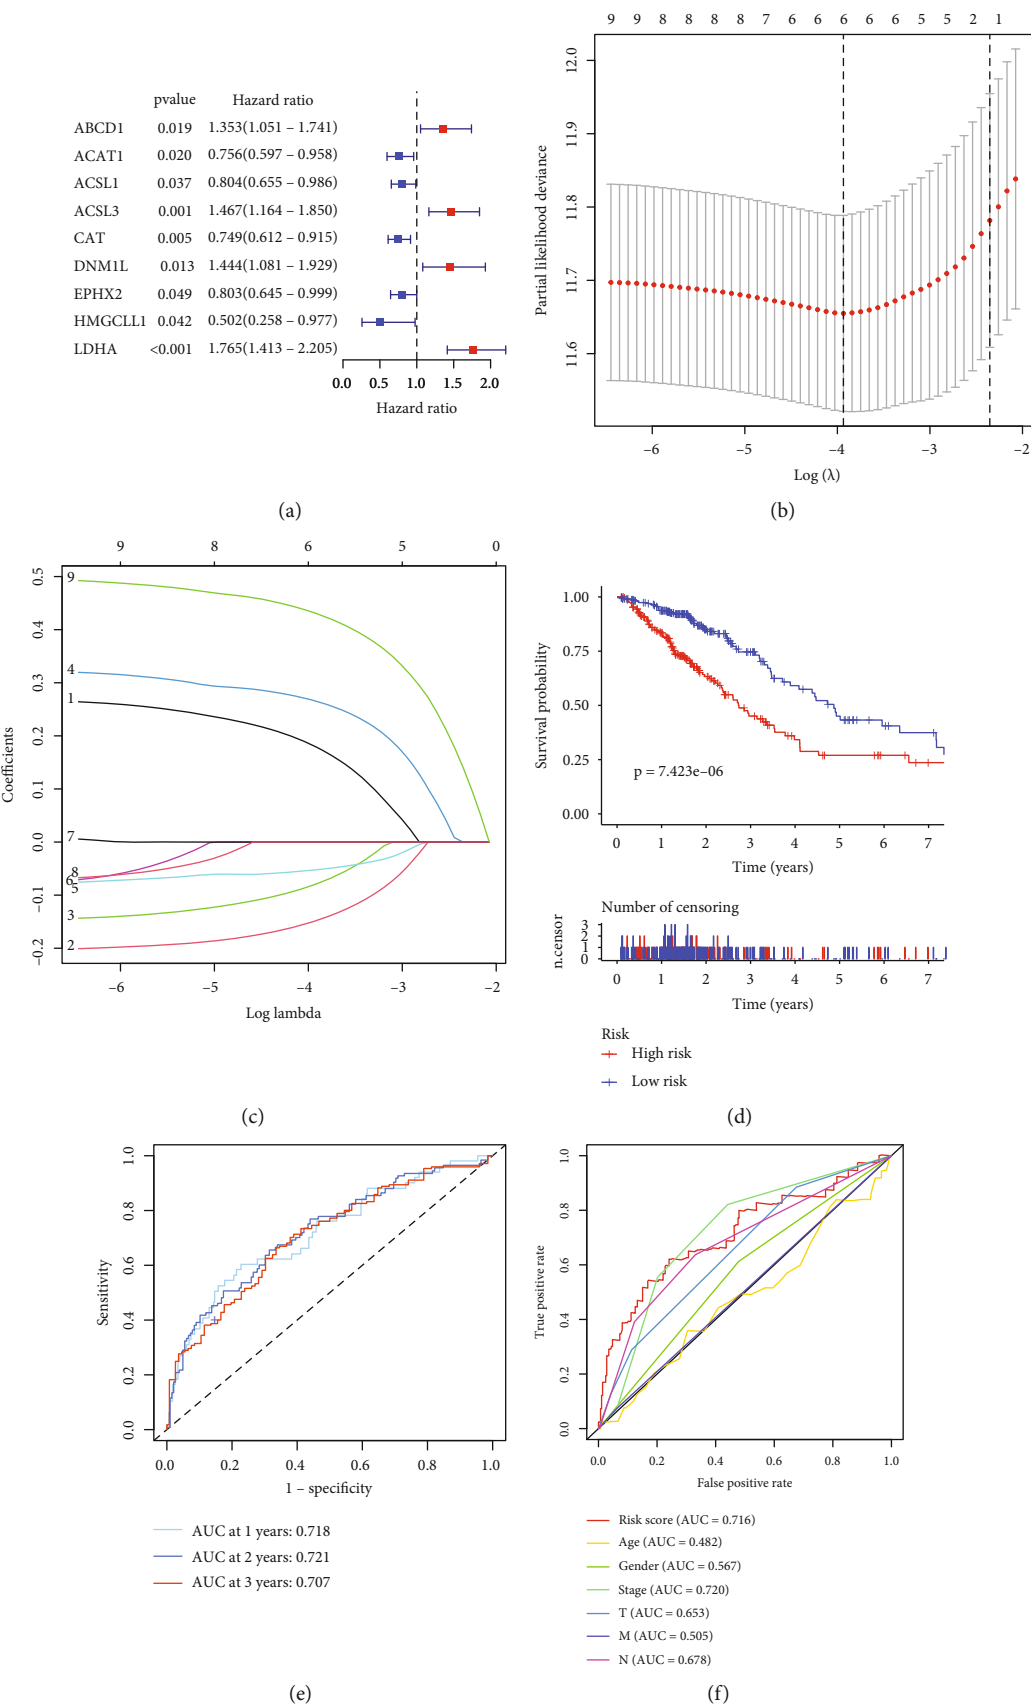 pvalue Hazard ratio
ABCD1 0.019 1.353(1.051 – 1.741)
ACAT1 0.020 0.756(0.597 – 0.958)
ACSL1 0.037 0.804(0.655 – 0.986)
ACSL3 0.001 1.467(1.164 – 1.850)
CAT 0.005 0.749(0.612 – 0.915)
DNM1L 0.013 1.444(1.081 – 1.929)
EPHX2 0.049 0.803(0.645 – 0.999)
HMGCLL1 0.042 0.502(0.258 – 0.977)
LDHA <0.001 1.765(1.413 – 2.205)
0.0 0.5 1.0 1.5 2.0
Hazard ratio
(a)
9 9 8 8 8 8 7 6 6 6 6 6 5 5 2 1
Partial likelihood deviance
12.0
11.9
11.8
11.7
11.6
–6 –5 –4 –3 –2
Log (λ)
(b)
9 8 6 5 0
Coefficients
0.5
0.4
0.3
0.2
0.1
0.0
–0.1
–0.2
9
4
1
7
8
6
5
3
2
–6 –5 –4 –3 –2
Log lambda
(c)
Survival probability
1.00
0.75
0.50
0.25
0.00
p = 7.423e–06
0 1 2 3 4 5 6 7
Time (years)
Number of censoring
n.censor
3
2
1
0
0 1 2 3 4 5 6 7
Time (years)
Risk
High risk
Low risk
(d)
Sensitivity
1.0
0.8
0.6
0.4
0.2
0.0
0.0 0.2 0.4 0.6 0.8 1.0
1 – specificity
AUC at 1 years: 0.718
AUC at 2 years: 0.721
AUC at 3 years: 0.707
(e)
True positive rate
1.0
0.8
0.6
0.4
0.2
0.0
0.0 0.2 0.4 0.6 0.8 1.0
False positive rate
Risk score (AUC = 0.716)
Age (AUC = 0.482)
Gender (AUC = 0.567)
Stage (AUC = 0.720)
T (AUC = 0.653)
M (AUC = 0.505)
N (AUC = 0.678)
(f)